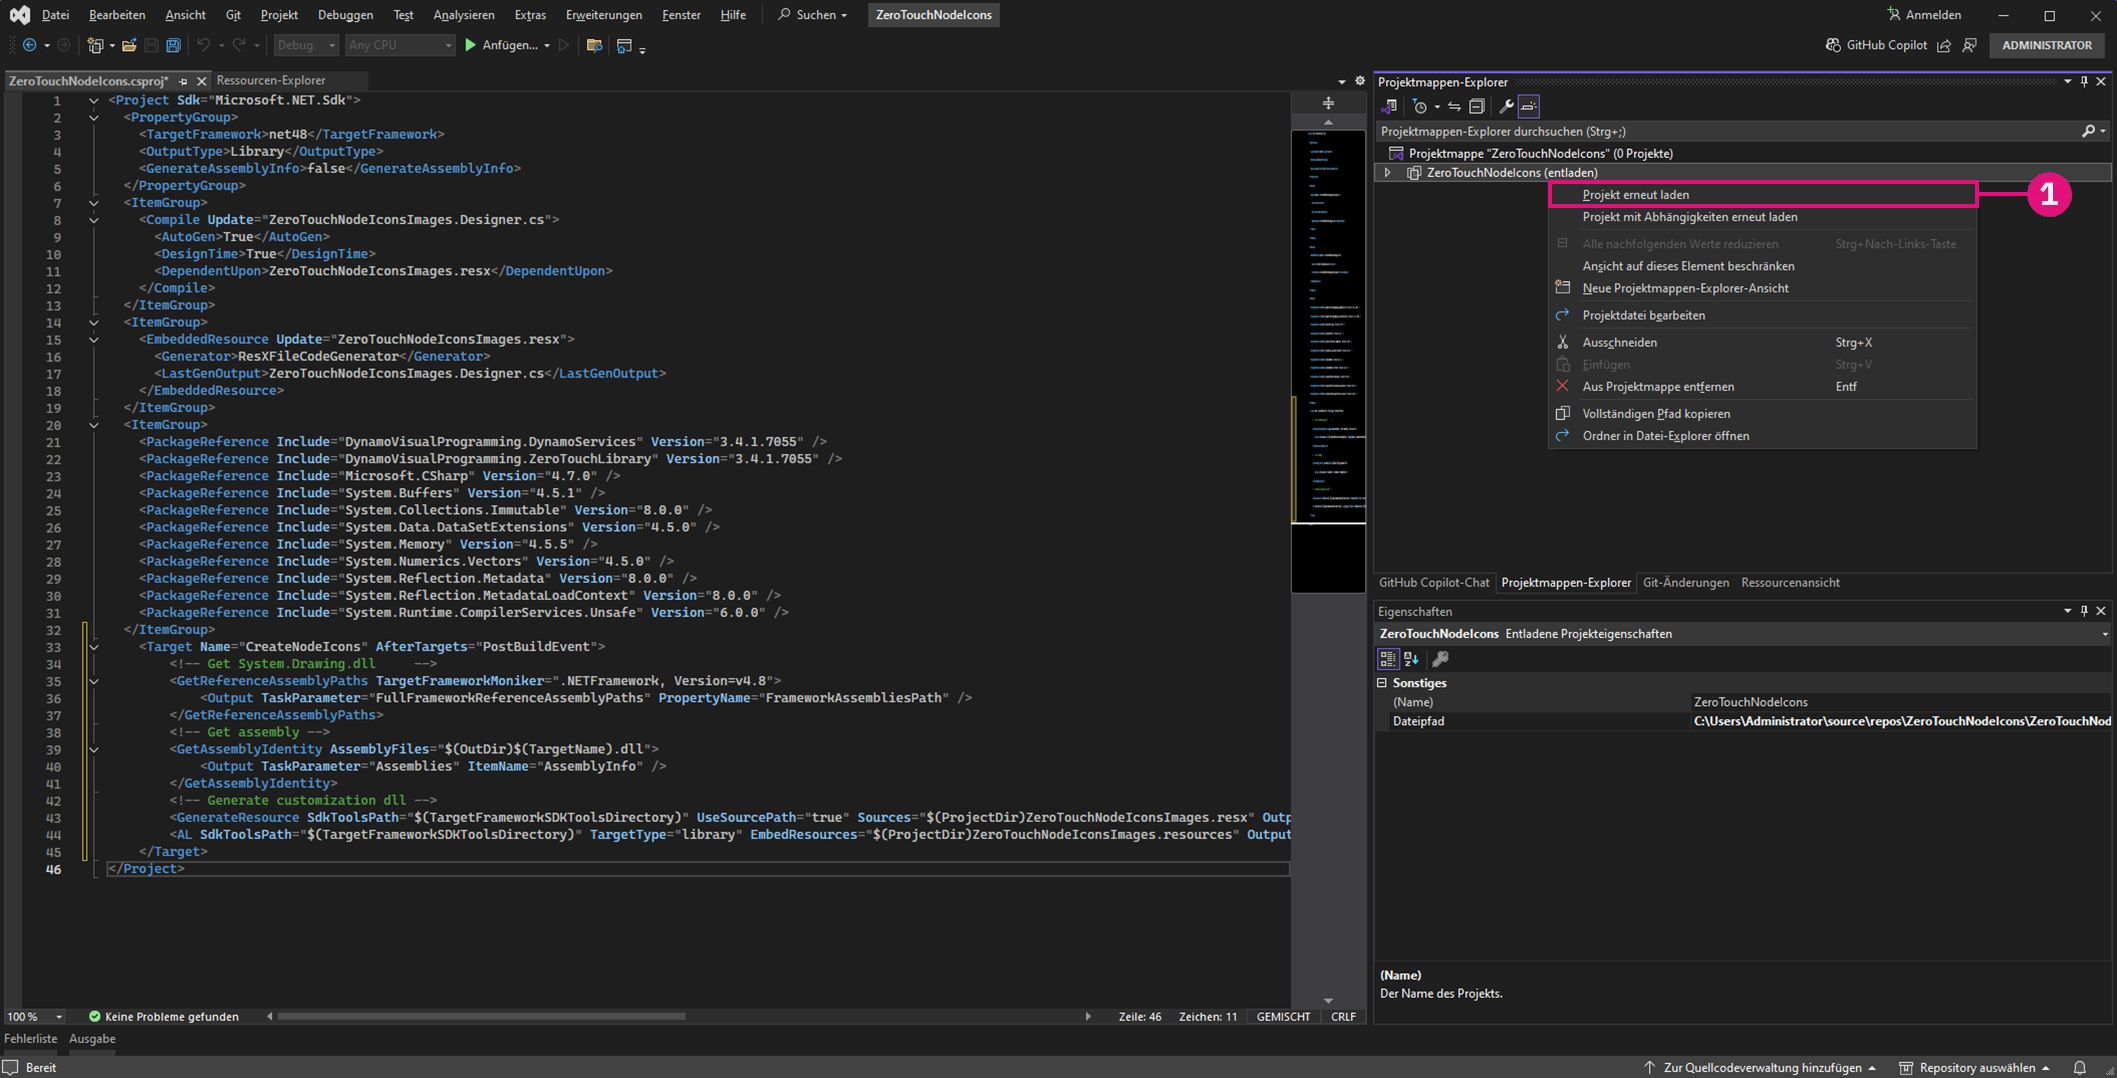 Datei Bearbeiten Ansicht Git Projekt Debuggen Test Analysieren Extras Erweiterungen Fenster Hilfe Suchen ZeroTouchNodeIcons Anmelden
Debug Any CPU Anfügen... GitHub Copilot ADMINISTRATOR
ZeroTouchNodeIcons.csproj* Ressourcen-Explorer
1 <Project Sdk="Microsoft.NET.Sdk">
2 <PropertyGroup>
3 <TargetFramework>net48</TargetFramework>
4 <OutputType>Library</OutputType>
5 <GenerateAssemblyInfo>false</GenerateAssemblyInfo>
6 </PropertyGroup>
7 <ItemGroup>
8 <Compile Update="ZeroTouchNodeIconsImages.Designer.cs">
9 <AutoGen>True</AutoGen>
10 <DesignTime>True</DesignTime>
11 <DependentUpon>ZeroTouchNodeIconsImages.resx</DependentUpon>
12 </Compile>
13 </ItemGroup>
14 <ItemGroup>
15 <EmbeddedResource Update="ZeroTouchNodeIconsImages.resx">
16 <Generator>ResXFileCodeGenerator</Generator>
17 <LastGenOutput>ZeroTouchNodeIconsImages.Designer.cs</LastGenOutput>
18 </EmbeddedResource>
19 </ItemGroup>
20 <ItemGroup>
21 <PackageReference Include="DynamoVisualProgramming.DynamoServices" Version="3.4.1.7055" />
22 <PackageReference Include="DynamoVisualProgramming.ZeroTouchLibrary" Version="3.4.1.7055" />
23 <PackageReference Include="Microsoft.CSharp" Version="4.7.0" />
24 <PackageReference Include="System.Buffers" Version="4.5.1" />
25 <PackageReference Include="System.Collections.Immutable" Version="8.0.0" />
26 <PackageReference Include="System.Data.DataSetExtensions" Version="4.5.0" />
27 <PackageReference Include="System.Memory" Version="4.5.5" />
28 <PackageReference Include="System.Numerics.Vectors" Version="4.5.0" />
29 <PackageReference Include="System.Reflection.Metadata" Version="8.0.0" />
30 <PackageReference Include="System.Reflection.MetadataLoadContext" Version="8.0.0" />
31 <PackageReference Include="System.Runtime.CompilerServices.Unsafe" Version="6.0.0" />
32 </ItemGroup>
33 <Target Name="CreateNodeIcons" AfterTargets="PostBuildEvent">
34 <!-- Get System.Drawing.dll -->
35 <GetReferenceAssemblyPaths TargetFrameworkMoniker=".NETFramework, Version=v4.8">
36 <Output TaskParameter="FullFrameworkReferenceAssemblyPaths" PropertyName="FrameworkAssembliesPath" />
37 </GetReferenceAssemblyPaths>
38 <!-- Get assembly -->
39 <GetAssemblyIdentity AssemblyFiles="$(OutDir)$(TargetName).dll">
40 <Output TaskParameter="Assemblies" ItemName="AssemblyInfo" />
41 </GetAssemblyIdentity>
42 <!-- Generate customization dll -->
43 <GenerateResource SdkToolsPath="$(TargetFrameworkSDKToolsDirectory)" UseSourcePath="true" Sources="$(ProjectDir)ZeroTouchNodeIconsImages.resx" Outp
44 <AL SdkToolsPath="$(TargetFrameworkSDKToolsDirectory)" TargetType="library" EmbedResources="$(ProjectDir)ZeroTouchNodeIconsImages.resources" Output
45 </Target>
46 </Project>
100 % Keine Probleme gefunden Zeile: 46 Zeichen: 11 GEMISCHT CRLF
Projektmappen-Explorer
Projektmappen-Explorer durchsuchen (Strg+;)
Projektmappe "ZeroTouchNodeIcons" (0 Projekte)
ZeroTouchNodeIcons (entladen)
Projekt erneut laden 1
Projekt mit Abhängigkeiten erneut laden
Alle nachfolgenden Werte reduzieren Strg+Nach-Links-Taste
Ansicht auf dieses Element beschränken
Neue Projektmappen-Explorer-Ansicht
Projektdatei bearbeiten
Ausschneiden Strg+X
Einfügen Strg+V
Aus Projektmappe entfernen Entf
Vollständigen Pfad kopieren
Ordner in Datei-Explorer öffnen
GitHub Copilot-Chat Projektmappen-Explorer Git-Änderungen Ressourcenansicht
Eigenschaften
ZeroTouchNodeIcons Entladene Projekteigenschaften
Sonstiges
(Name) ZeroTouchNodeIcons
Dateipfad C:\Users\Administrator\source\repos\ZeroTouchNodeIcons\ZeroTouchNod
(Name)
Der Name des Projekts.
Fehlerliste Ausgabe
Bereit Zur Quellcodeverwaltung hinzufügen Repository auswählen